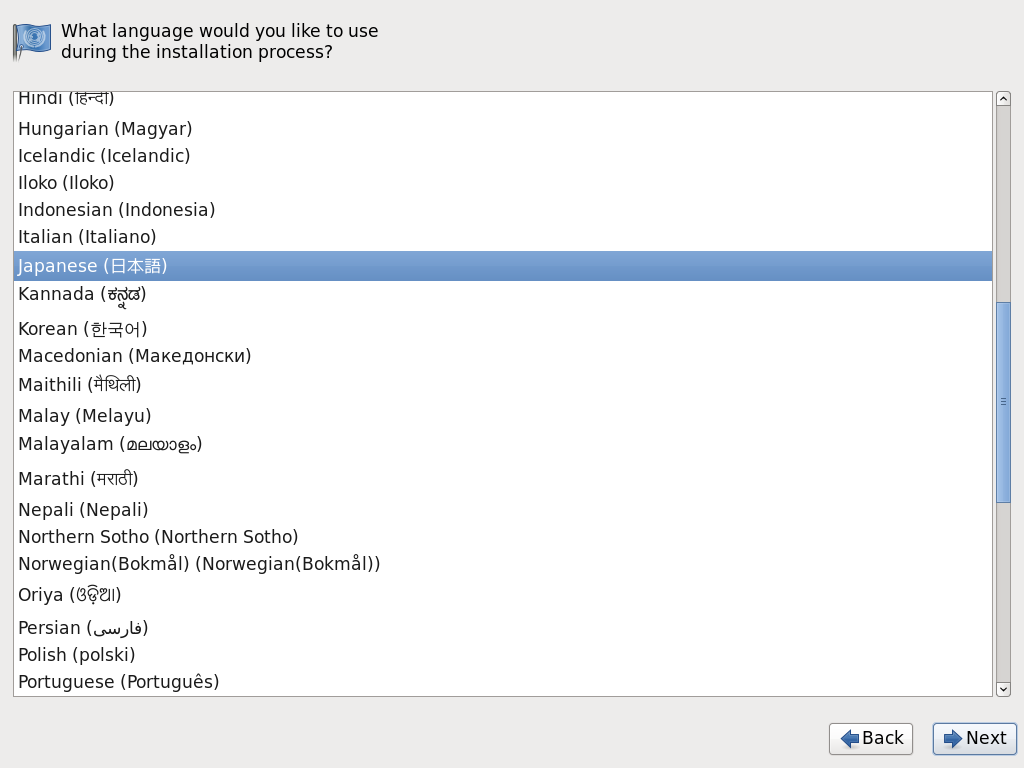 What language would you like to use
during the installation process?
Hindi (हिन्दी)
Hungarian (Magyar)
Icelandic (Icelandic)
Iloko (Iloko)
Indonesian (Indonesia)
Italian (Italiano)
Japanese (日本語)
Kannada (ಕನ್ನಡ)
Korean (한국어)
Macedonian (Македонски)
Maithili (मैथिली)
Malay (Melayu)
Malayalam (മലയാളം)
Marathi (मराठी)
Nepali (Nepali)
Northern Sotho (Northern Sotho)
Norwegian(Bokmål) (Norwegian(Bokmål))
Oriya (ଓଡ଼ିଆ)
Persian (فارسی)
Polish (polski)
Portuguese (Português)
Back Next